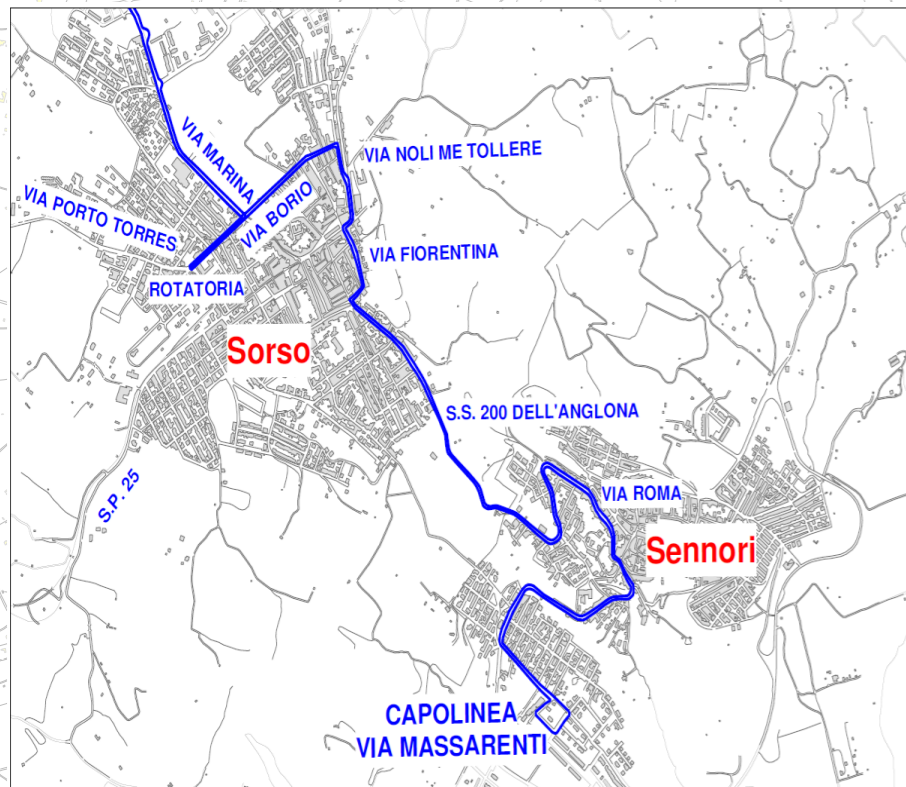 VIA MARINA
VIA NOLI ME TOLLERE
VIA PORTO TORRES
VIA BORIO
VIA FIORENTINA
ROTATORIA
Sorso
S.S. 200 DELL'ANGLONA
S.P. 25
VIA ROMA
Sennori
CAPOLINEA
VIA MASSARENTI